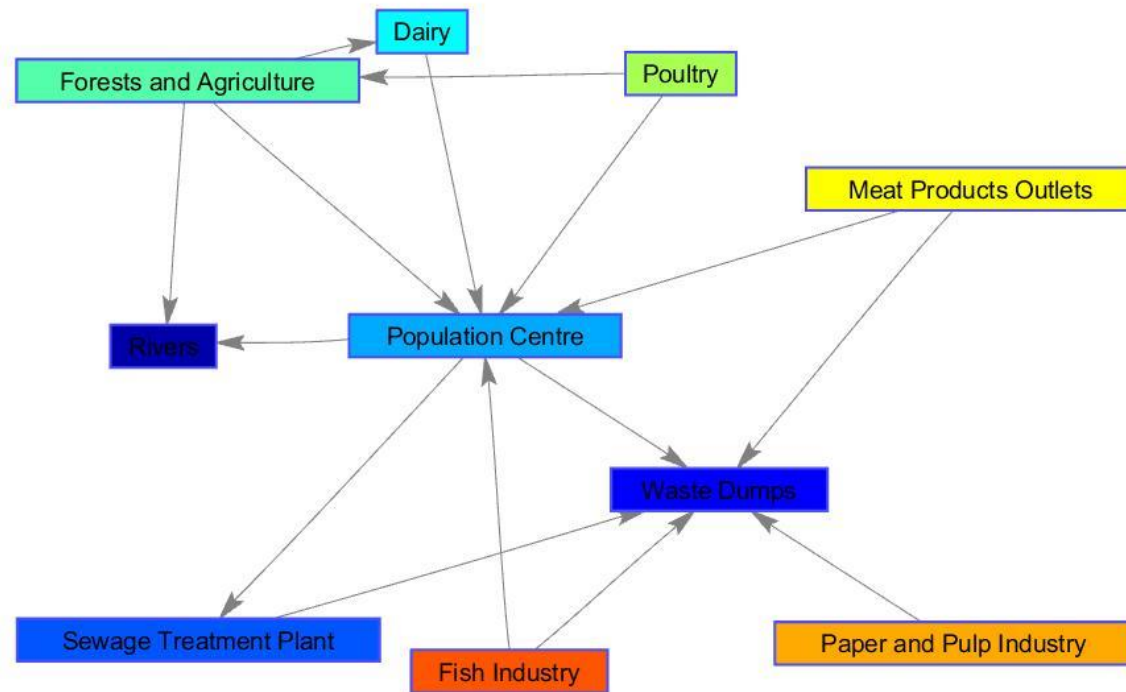 Dairy
Forests and Agriculture
Poultry
Meat Products Outlets
Rivers
Population Centre
Waste Dumps
Sewage Treatment Plant
Fish Industry
Paper and Pulp Industry